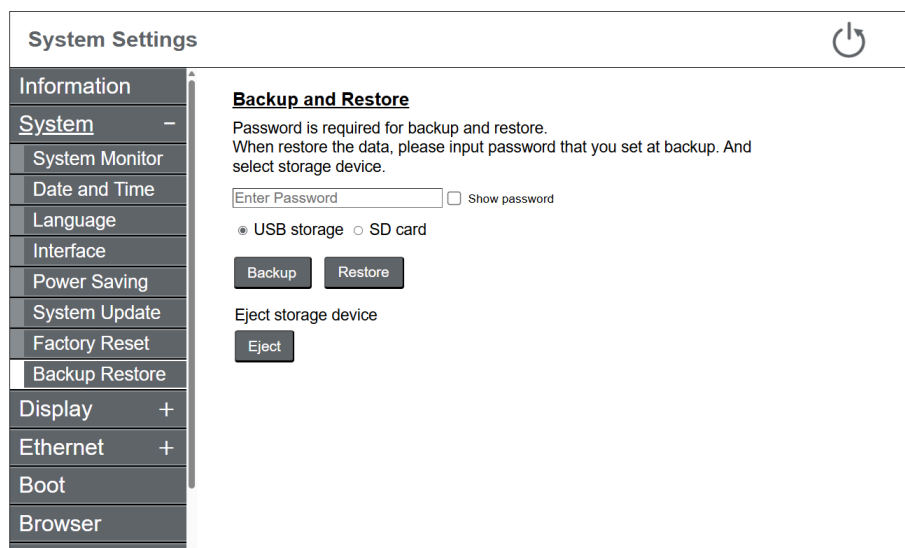 System Settings
Information
System −
System Monitor
Date and Time
Language
Interface
Power Saving
System Update
Factory Reset
Backup Restore
Display +
Ethernet +
Boot
Browser
Backup and Restore
Password is required for backup and restore.
When restore the data, please input password that you set at backup. And
select storage device.
Enter Password Show password
USB storage SD card
Backup Restore
Eject storage device
Eject